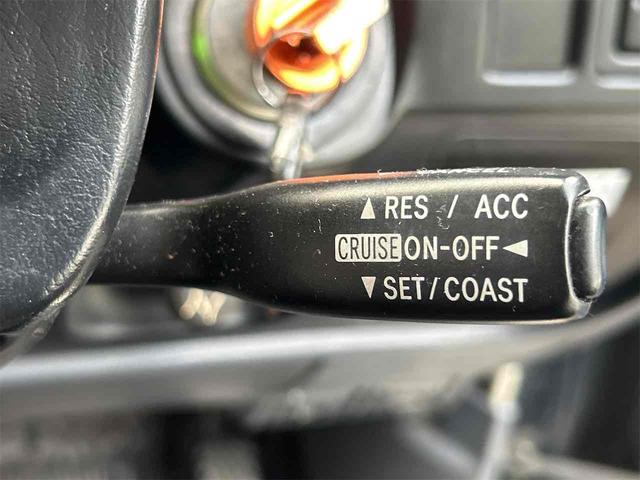 ▲ RES / ACC
CRUISE ON-OFF ◄
▼ SET/COAST